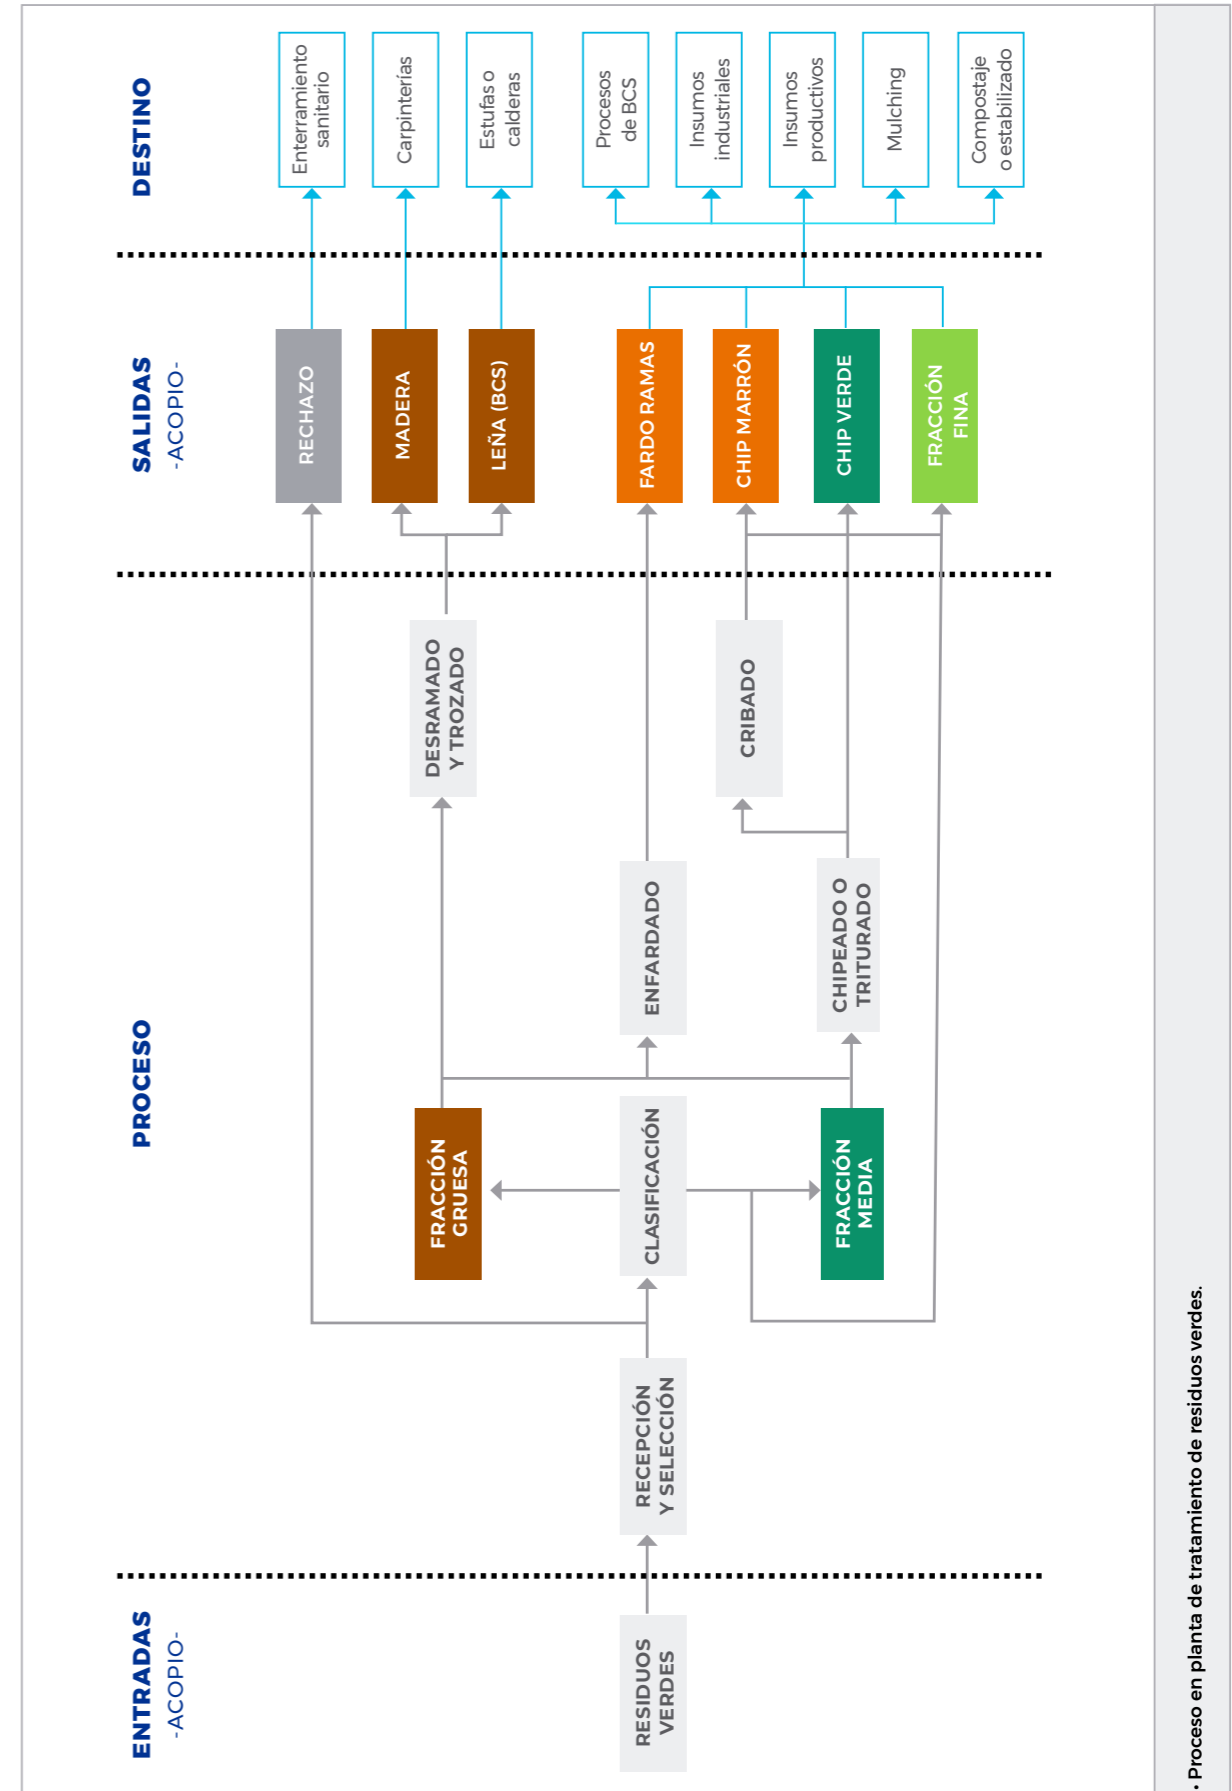 ENTRADAS
-ACOPIO-
PROCESO
SALIDAS
-ACOPIO-
DESTINO
RESIDUOS
VERDES
RECEPCIÓN
Y SELECCIÓN
CLASIFICACIÓN
FRACCIÓN
GRUESA
FRACCIÓN
MEDIA
DESRAMADO
Y TROZADO
ENFARDADO
CHIPEADO O
TRITURADO
CRIBADO
RECHAZO
MADERA
LEÑA (BCS)
FARDO RAMAS
CHIP MARRÓN
CHIP VERDE
FRACCIÓN
FINA
Enterramiento
sanitario
Carpinterías
Estufas o
calderas
Procesos
de BCS
Insumos
industriales
Insumos
productivos
Mulching
Compostaje
o estabilizado
• Proceso en planta de tratamiento de residuos verdes.